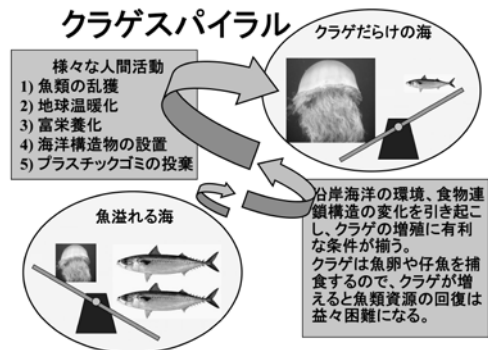 クラゲスパイラル
様々な人間活動
1) 魚類の乱獲
2) 地球温暖化
3) 富栄養化
4) 海洋構造物の設置
5) プラスチックゴミの投棄
クラゲだらけの海
魚溢れる海
沿岸海洋の環境、食物連
鎖構造の変化を引き起こ
し、クラゲの増殖に有利
な条件が揃う。
クラゲは魚卵や仔魚を捕
食するので、クラゲが増
えると魚類資源の回復は
益々困難になる。